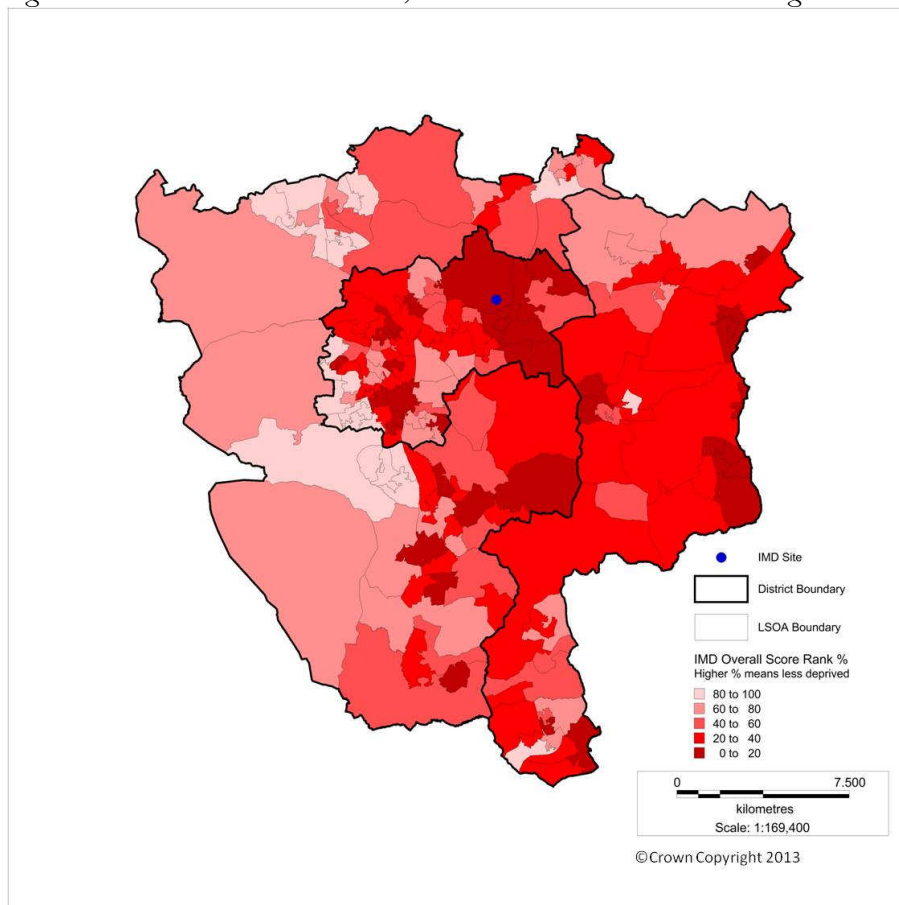 IMD Site
District Boundary
LSOA Boundary
IMD Overall Score Rank %
Higher % means less deprived
80 to 100
60 to 80
40 to 60
20 to 40
0 to 20
0 7.500
kilometres
Scale: 1:169,400
©Crown Copyright 2013